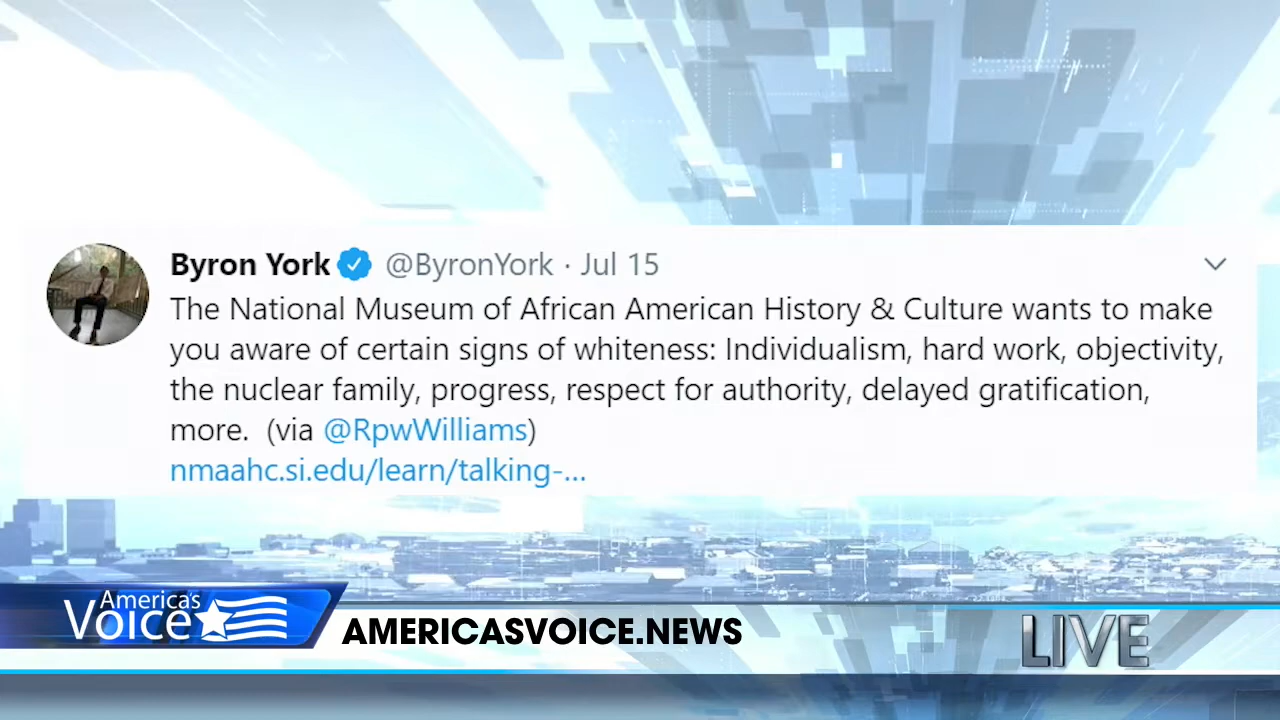 Byron York @ByronYork · Jul 15
The National Museum of African American History & Culture wants to make
you aware of certain signs of whiteness: Individualism, hard work, objectivity,
the nuclear family, progress, respect for authority, delayed gratification,
more. (via @RpwWilliams)
nmaahc.si.edu/learn/talking-...
America's
Voice
AMERICASVOICE.NEWS
LIVE